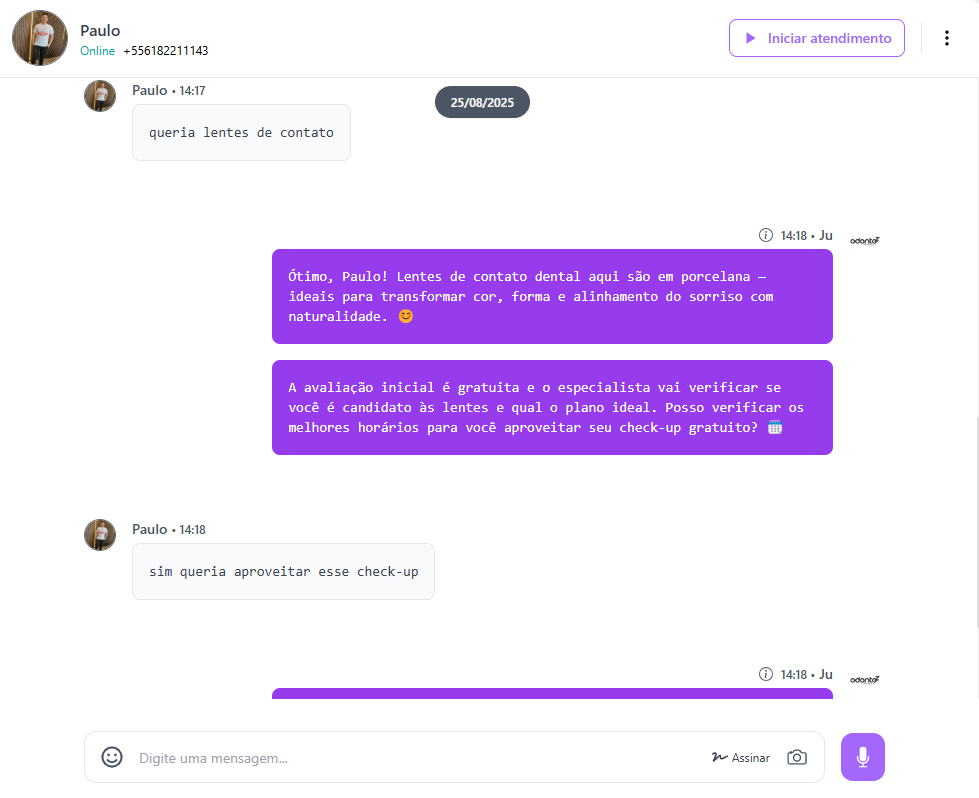 Paulo
Online +556182211143
Iniciar atendimento
Paulo • 14:17
25/08/2025
queria lentes de contato
14:18 • Ju
odonto
Ótimo, Paulo! Lentes de contato dental aqui são em porcelana —
ideais para transformar cor, forma e alinhamento do sorriso com
naturalidade. 😊
A avaliação inicial é gratuita e o especialista vai verificar se
você é candidato às lentes e qual o plano ideal. Posso verificar os
melhores horários para você aproveitar seu check-up gratuito? 🗓️
Paulo • 14:18
sim queria aproveitar esse check-up
14:18 • Ju
odonto
Digite uma mensagem...
Assinar